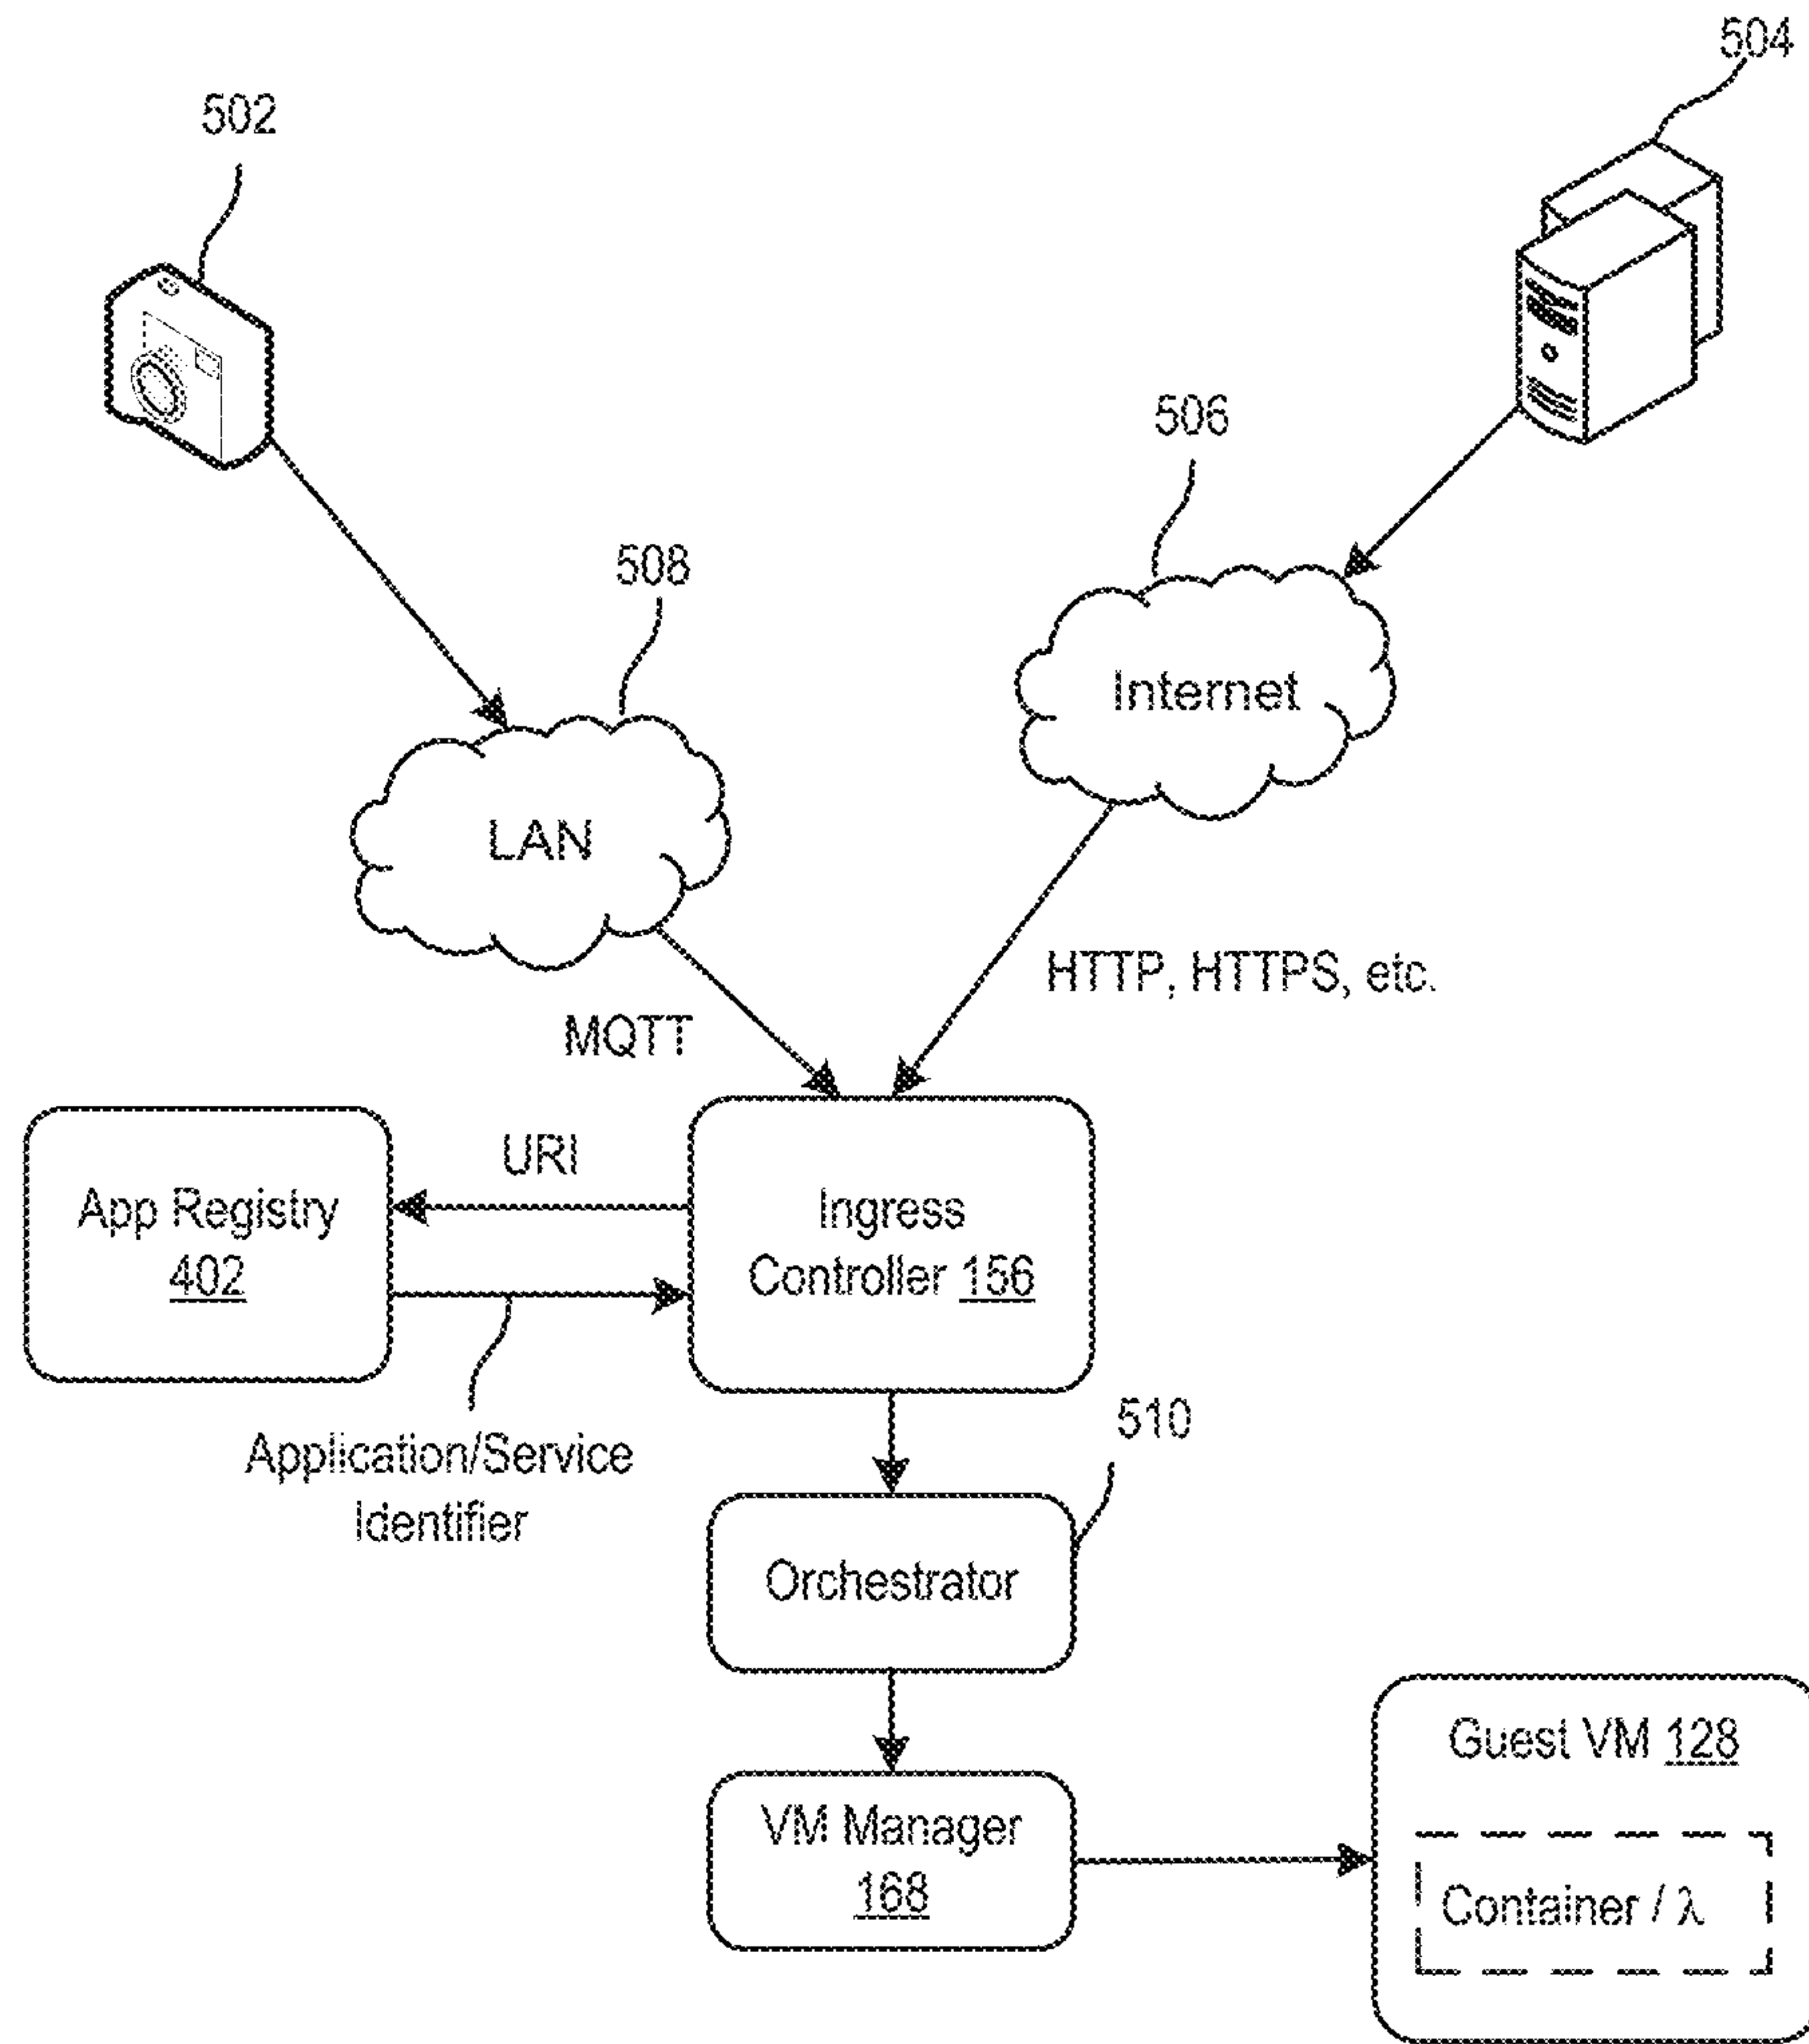 504
502
506
508
Internet
LAN
HTTP, HTTPS, etc.
MQTT
URI
App Registry
402
Ingress
Controller 156
Application/Service
Identifier
510
Orchestrator
Guest VM 128
VM Manager
168
Container / λ